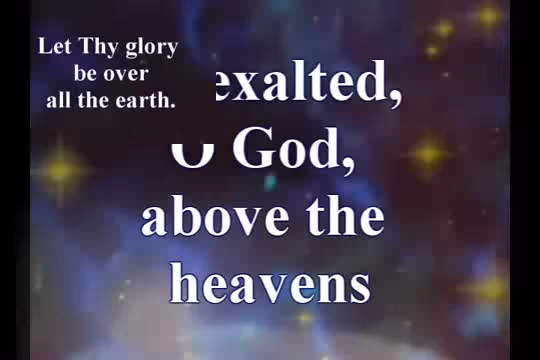 Let Thy glory
be over
all the earth.
exalted,
God,
above the
heavens